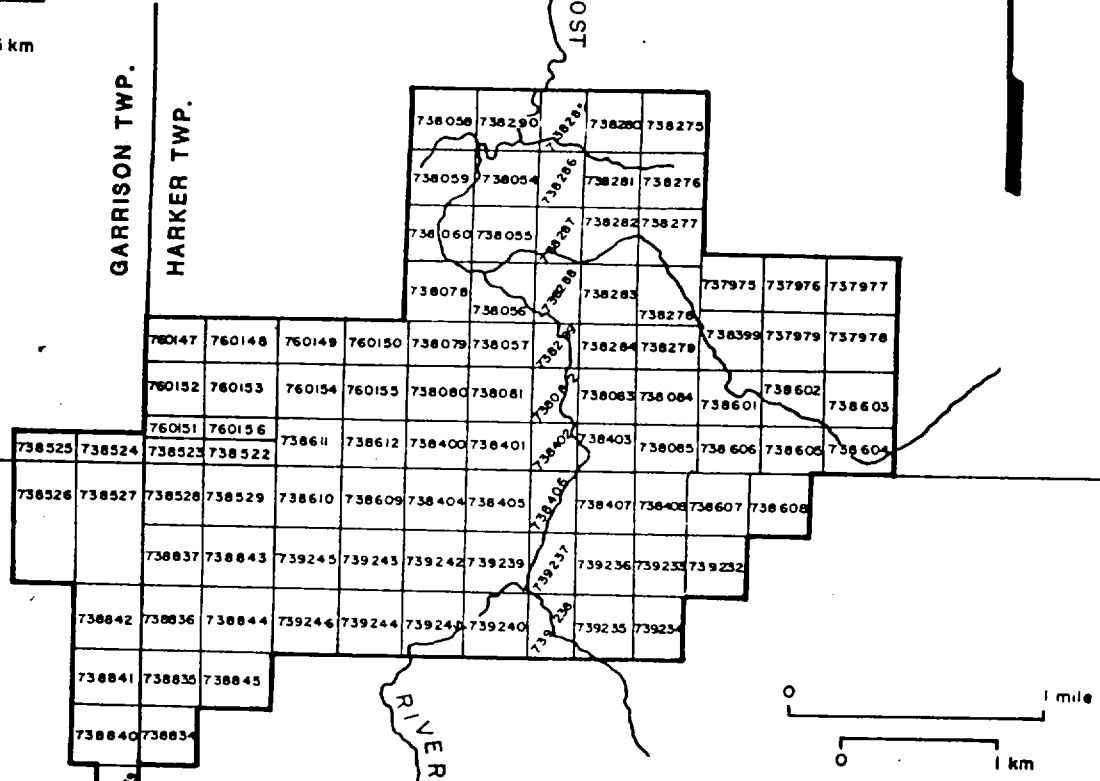 km
OST
GARRISON TWP.
HARKER TWP.
738058 738290 738280 738275
738059 738054 738286 738281 738276
738060 738055 738287 738282 738277
738078 738056 738288 738283 738278
737975 737976 737977
760147 760148 760149 760150 738079 738057 738284 738279 738399 737979 737978
760152 760153 760154 760155 738080 738081 738082 738083 738084 738601 738602 738603
760151 760156
738525 738524 738523 738522 738611 738612 738400 738401 738402 738403 738085 738606 738605 738604
738526 738527 738528 738529 738610 738609 738404 738405 738406 738407 738408 738607 738608
738837 738843 739245 739243 739242 739239 739237 739236 739233 739232
738842 738836 738844 739246 739244 739241 739240 739238 739235 739234
738841 738835 738845
738840 738834
RIVER
0 1 mile
0 1 km